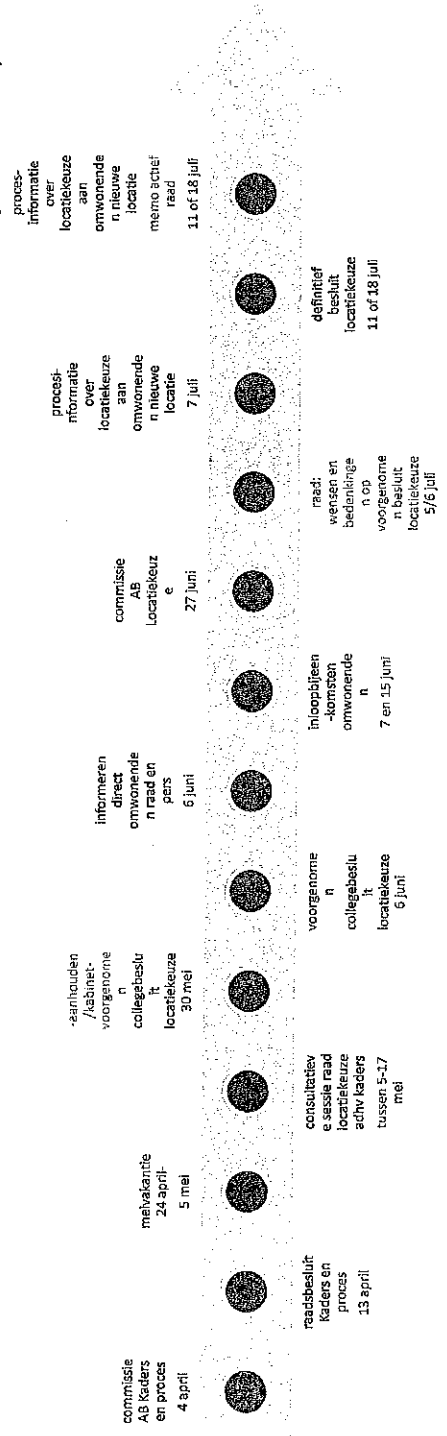 commissie
AB Kaders
en proces
4 april
raadsbesluit
Kaders en
proces
13 april
meivakantie
24 april-
5 mei
consultatiev
e sessie raad
locatiekeuze
adhv kaders
tussen 5-17
mei
-aanhouden
/kabinet-
voorgenome
n
collegebeslu
it
locatiekeuze
30 mei
voorgenome
n
collegebeslu
it
locatiekeuze
6 juni
informeren
direct
omwonende
n raad en
pers
6 juni
inloopbijeen
-komsten
omwonende
n
7 en 15 juni
commissie
AB
Locatiekeuz
e
27 juni
raad:
wensen en
bedenkinge
n op
voorgenome
n besluit
locatiekeuze
5/6 juli
procesi-
nformatie
over
locatiekeuze
aan
omwonende
n nieuwe
locatie
7 juli
definitief
besluit
locatiekeuze
11 of 18 juli
proces-
informatie
over
locatiekeuze
aan
omwonende
n nieuwe
locatie
memo actief
raad
11 of 18 juli